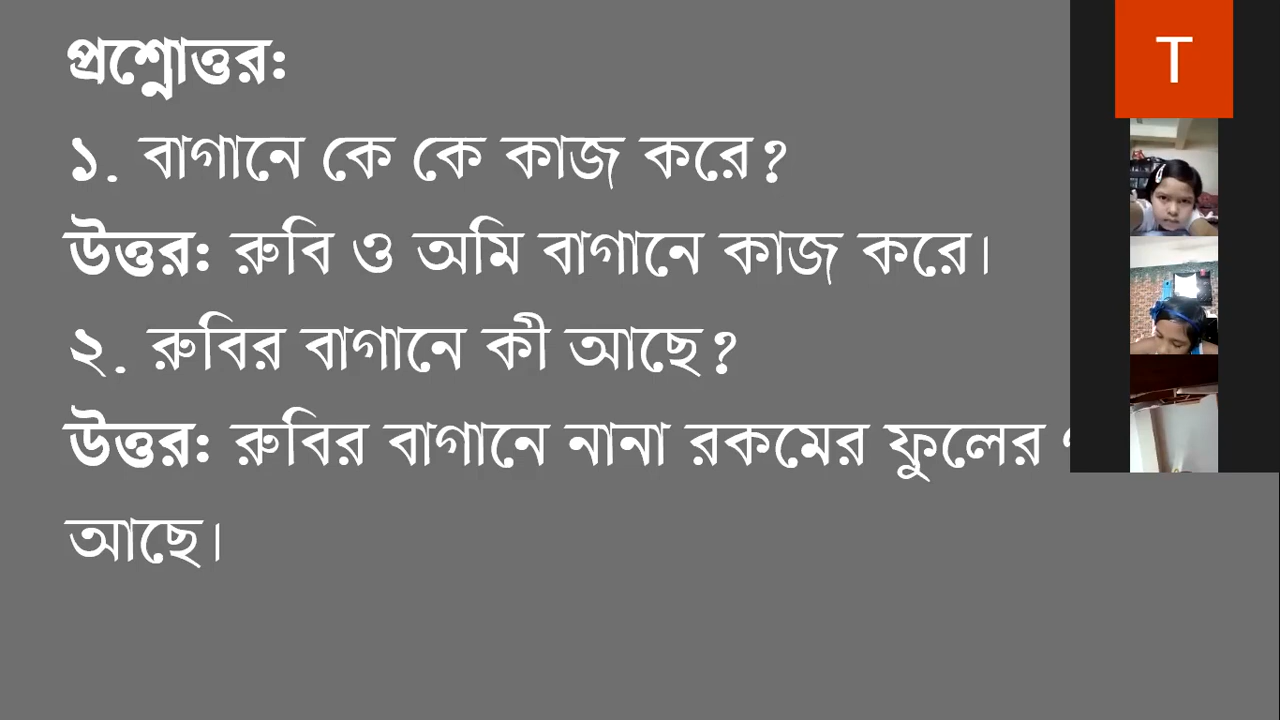 প্রশ্নোত্তর:
১. বাগানে কে কে কাজ করে?
উত্তর: রুবি ও অমি বাগানে কাজ করে।
২. রুবির বাগানে কী আছে?
উত্তর: রুবির বাগানে নানা রকমের ফুলের
আছে।
T